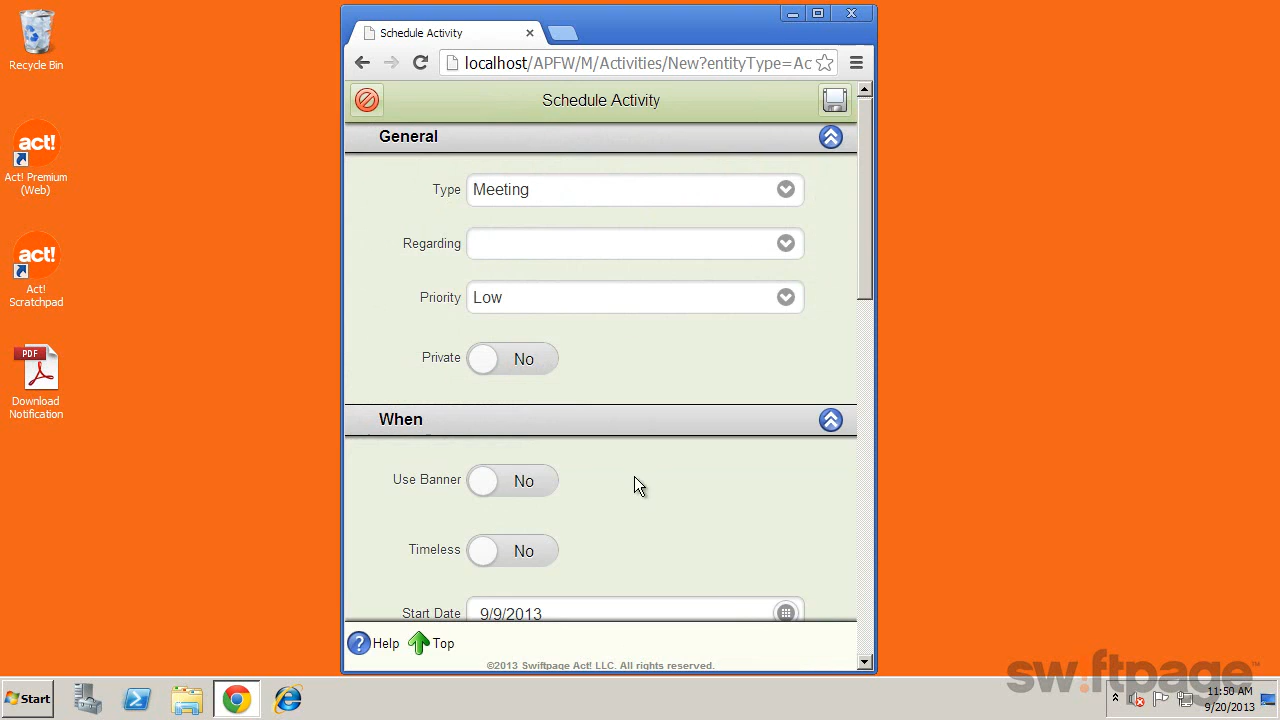 Recycle Bin
act!
Act! Premium
(Web)
act!
Act!
Scratchpad
PDF
Download
Notification
Schedule Activity
localhost/APFW/M/Activities/New?entityType=Ac
Schedule Activity
General
Type Meeting
Regarding
Priority Low
Private No
When
Use Banner No
Timeless No
Start Date 9/9/2013
? Help Top
©2013 Swiftpage Act! LLC. All rights reserved.
swiftpage™
Start
11:50 AM
9/20/2013